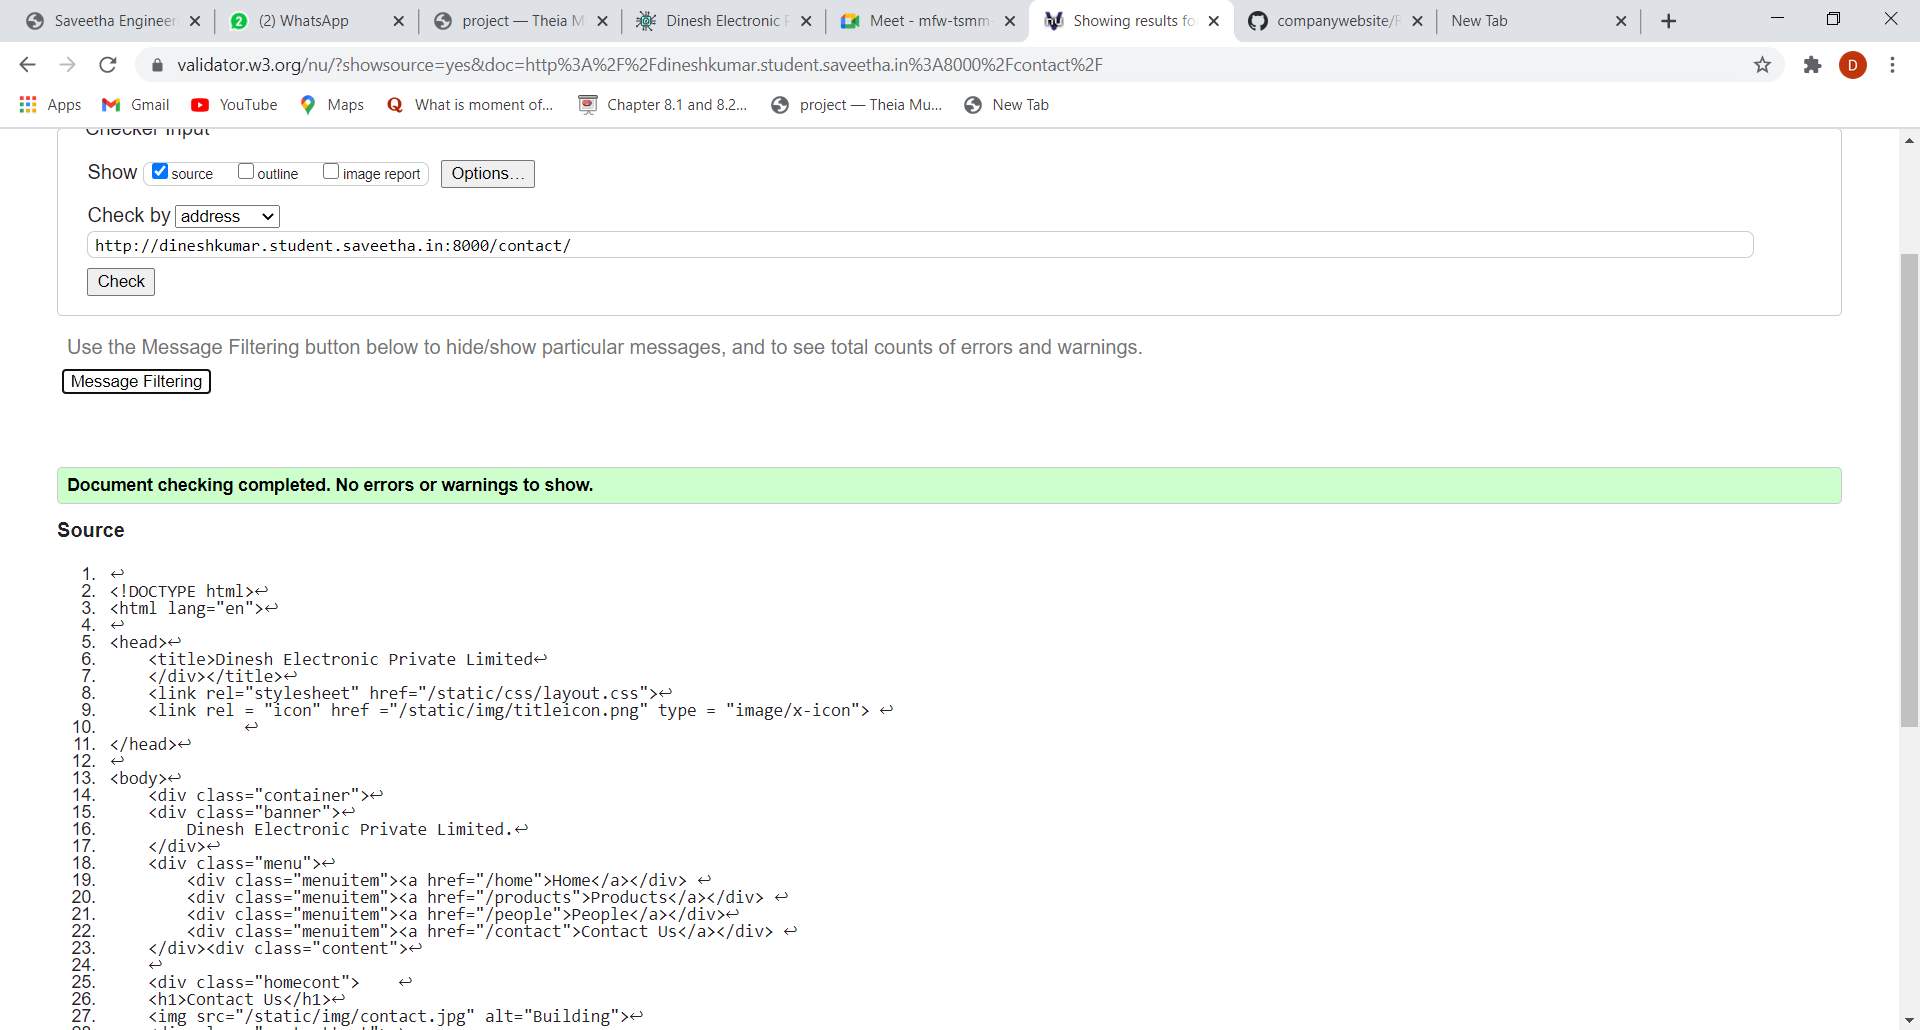 Saveetha Engineer
(2) WhatsApp
project — Theia M
Dinesh Electronic P
Meet - mfw-tsmm
Showing results fo
companywebsite/
New Tab
validator.w3.org/nu/?showsource=yes&doc=http%3A%2F%2Fdineshkumar.student.saveetha.in%3A8000%2Fcontact%2F
D
Apps
Gmail
YouTube
Maps
What is moment of...
Chapter 8.1 and 8.2...
project — Theia Mu...
New Tab
Checker Input
Show source outline image report Options...
Check by address
http://dineshkumar.student.saveetha.in:8000/contact/
Check
Use the Message Filtering button below to hide/show particular messages, and to see total counts of errors and warnings.
Message Filtering
Document checking completed. No errors or warnings to show.
Source
1. ↩
2. <!DOCTYPE html>↩
3. <html lang="en">↩
4. ↩
5. <head>↩
6. <title>Dinesh Electronic Private Limited↩
7. </div></title>↩
8. <link rel="stylesheet" href="/static/css/layout.css">↩
9. <link rel = "icon" href ="/static/img/titleicon.png" type = "image/x-icon"> ↩
10. ↩
11. </head>↩
12. ↩
13. <body>↩
14. <div class="container">↩
15. <div class="banner">↩
16. Dinesh Electronic Private Limited.↩
17. </div>↩
18. <div class="menu">↩
19. <div class="menuitem"><a href="/home">Home</a></div> ↩
20. <div class="menuitem"><a href="/products">Products</a></div> ↩
21. <div class="menuitem"><a href="/people">People</a></div>↩
22. <div class="menuitem"><a href="/contact">Contact Us</a></div> ↩
23. </div><div class="content">↩
24. ↩
25. <div class="homecont"> ↩
26. <h1>Contact Us</h1>↩
27. <img src="/static/img/contact.jpg" alt="Building">↩